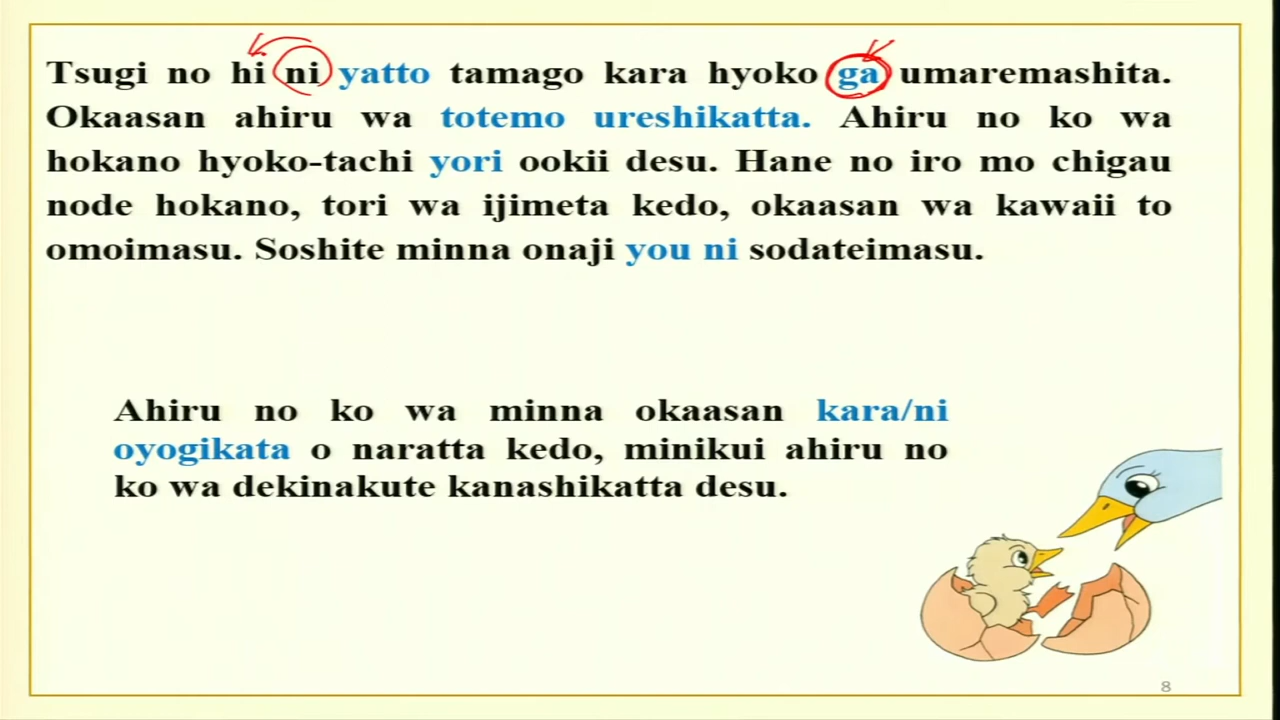 Tsugi no hi ni yatto tamago kara hyoko ga umaremashita.
Okaasan ahiru wa totemo ureshikatta. Ahiru no ko wa
hokano hyoko-tachi yori ookii desu. Hane no iro mo chigau
node hokano, tori wa ijimeta kedo, okaasan wa kawaii to
omoimasu. Soshite minna onaji you ni sodateimasu.
Ahiru no ko wa minna okaasan kara/ni
oyogikata o naratta kedo, minikui ahiru no
ko wa dekinakute kanashikatta desu.
8